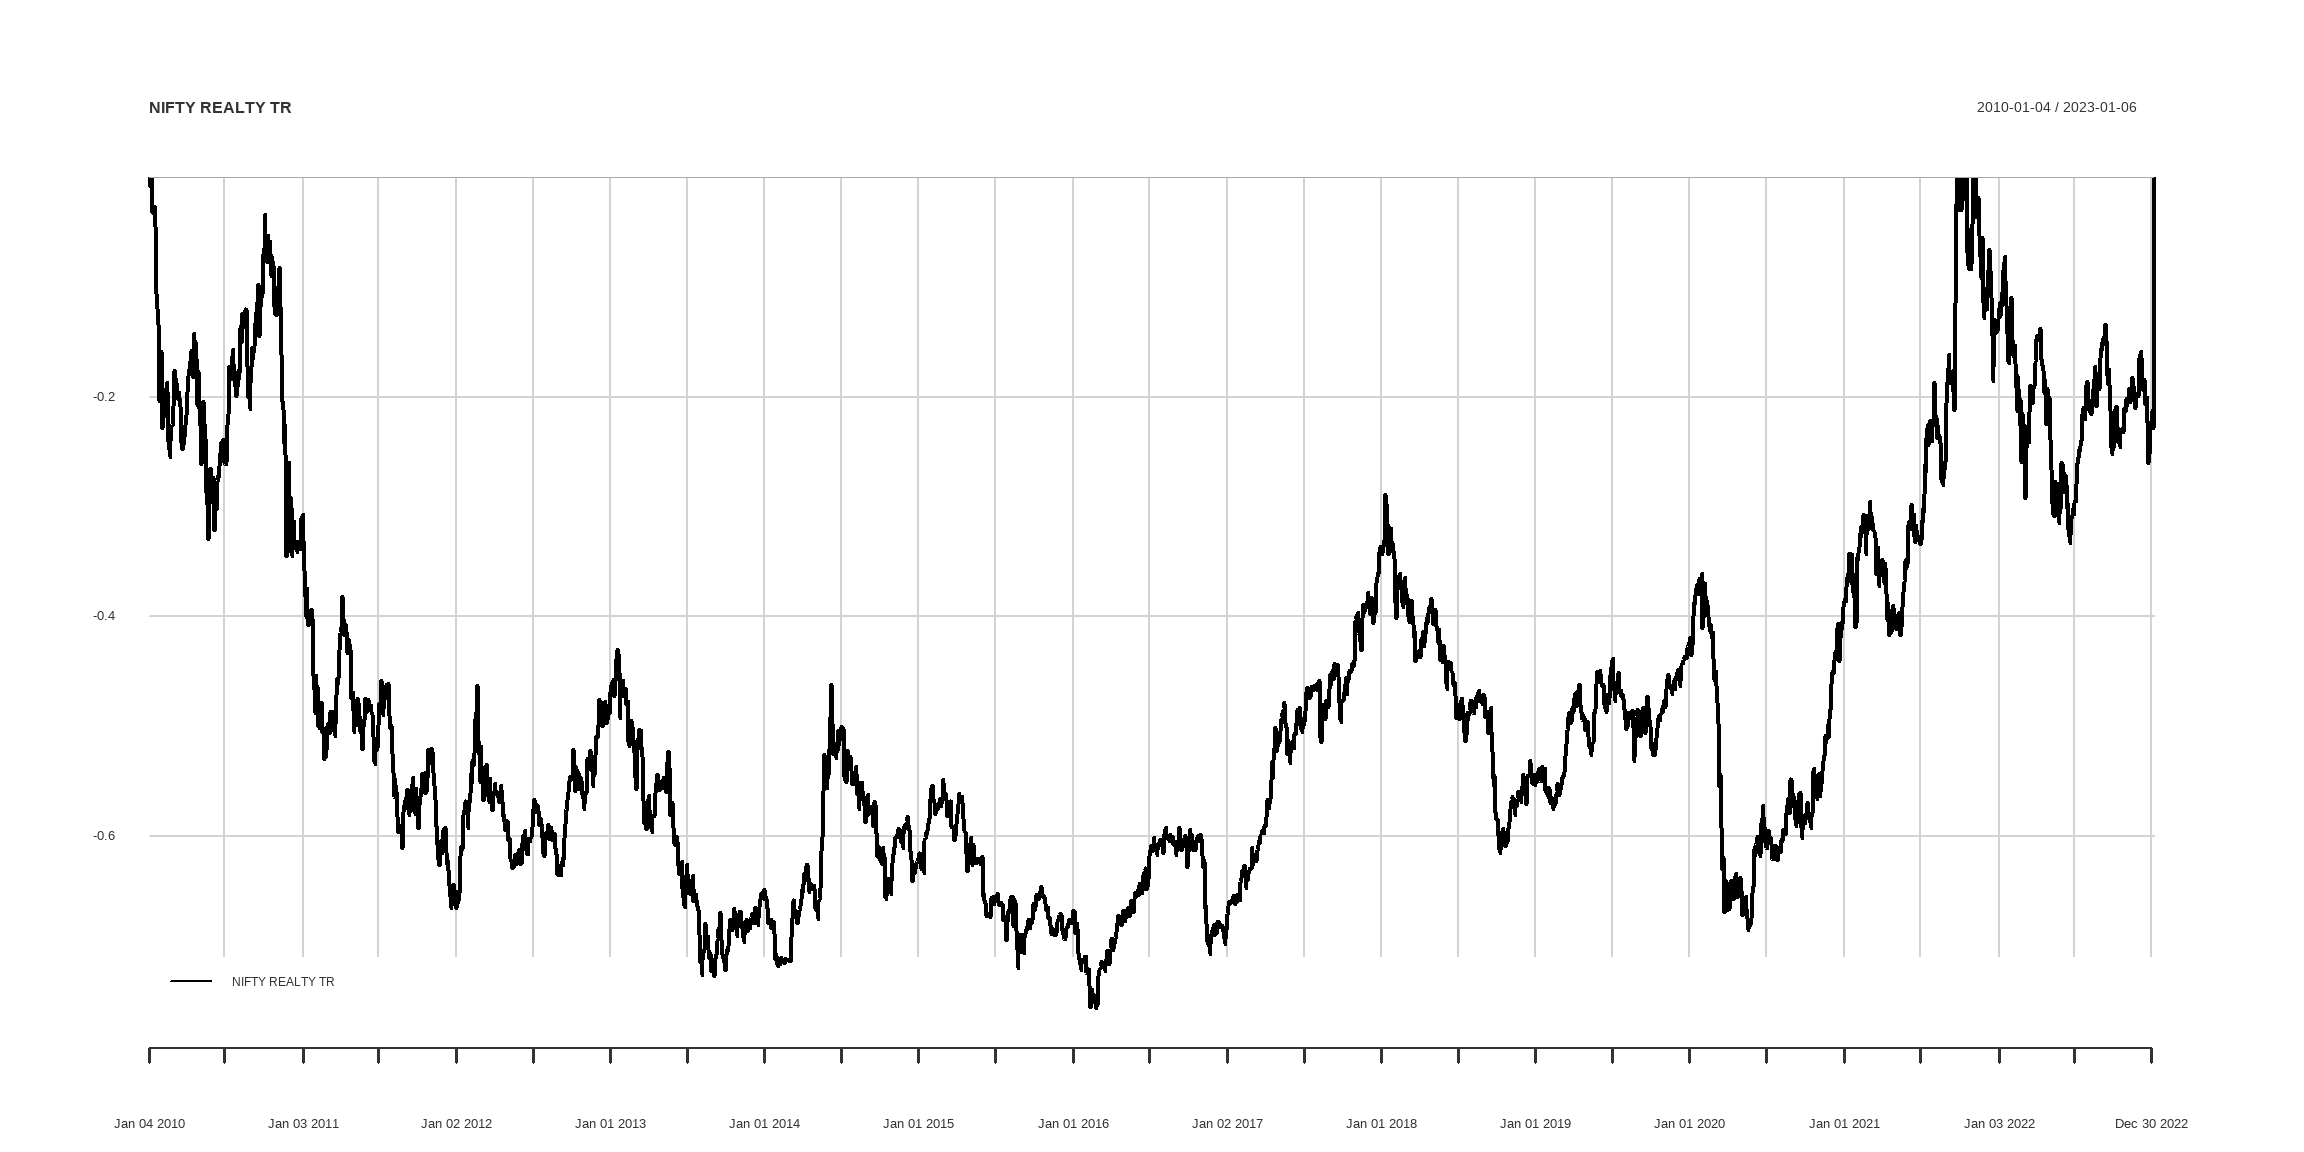 NIFTY REALTY TR
2010-01-04 / 2023-01-06
-0.2
-0.4
-0.6
NIFTY REALTY TR
Jan 04 2010
Jan 03 2011
Jan 02 2012
Jan 01 2013
Jan 01 2014
Jan 01 2015
Jan 01 2016
Jan 02 2017
Jan 01 2018
Jan 01 2019
Jan 01 2020
Jan 01 2021
Jan 03 2022
Dec 30 2022